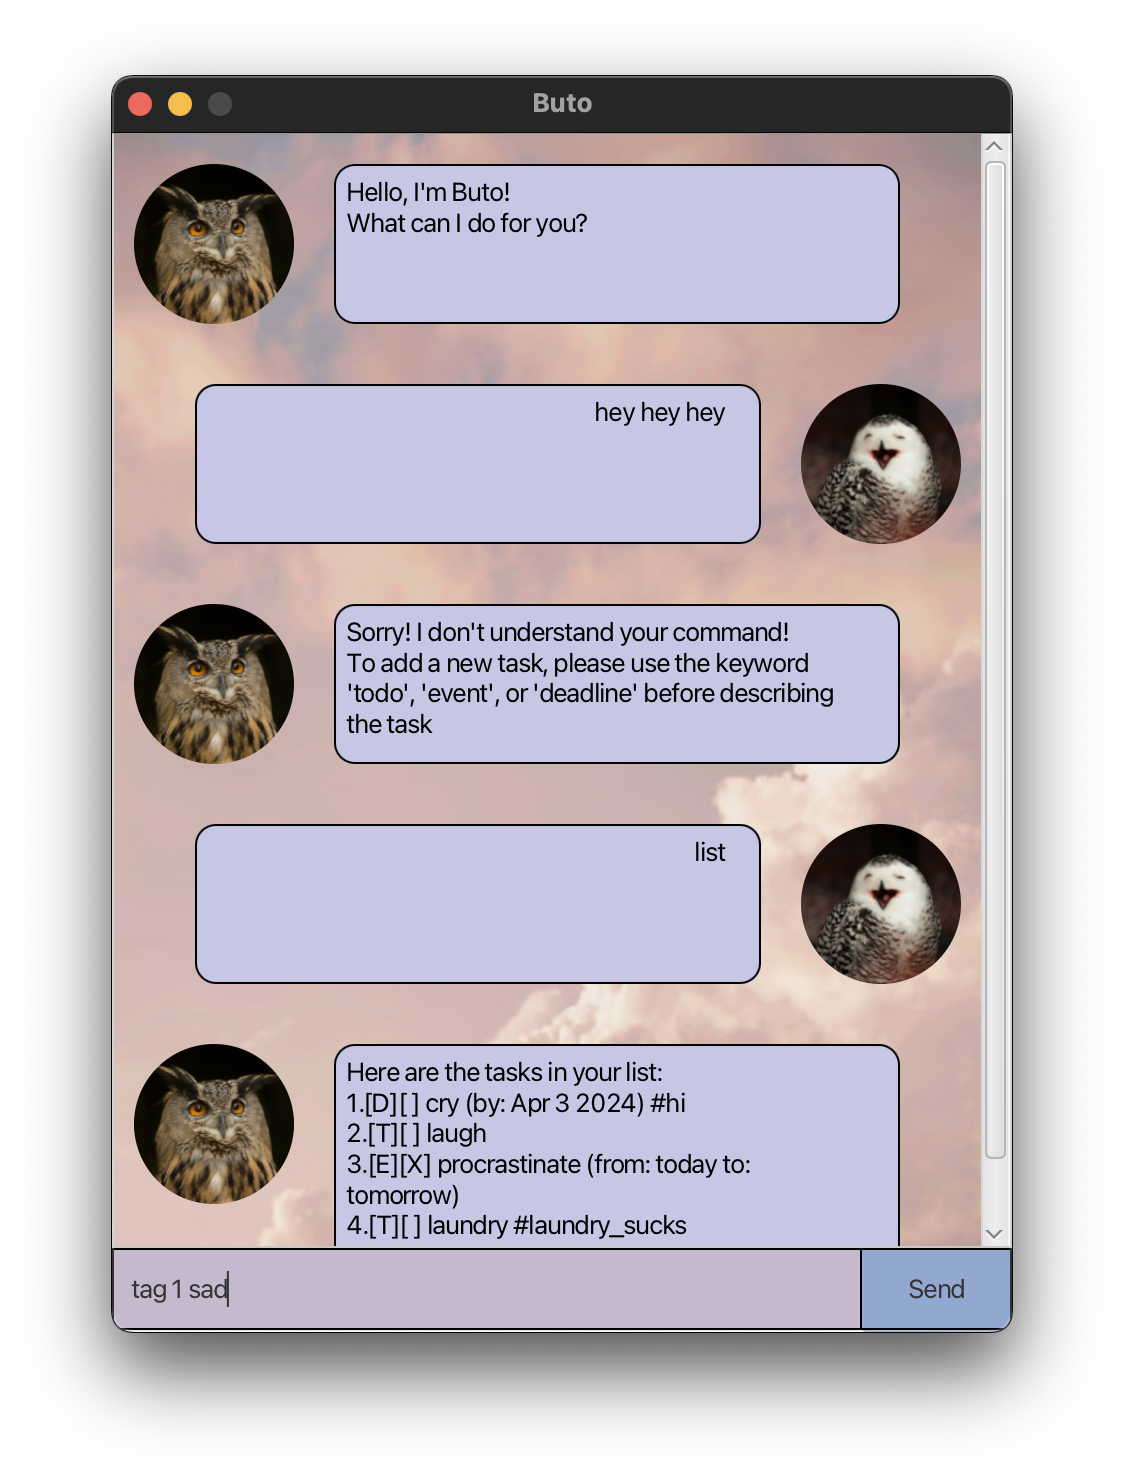 Buto
Hello, I'm Buto!
What can I do for you?
hey hey hey
Sorry! I don't understand your command!
To add a new task, please use the keyword
'todo', 'event', or 'deadline' before describing
the task
list
Here are the tasks in your list:
1.[D][ ] cry (by: Apr 3 2024) #hi
2.[T][ ] laugh
3.[E][X] procrastinate (from: today to:
tomorrow)
4.[T][ ] laundry #laundry_sucks
tag 1 sad
Send